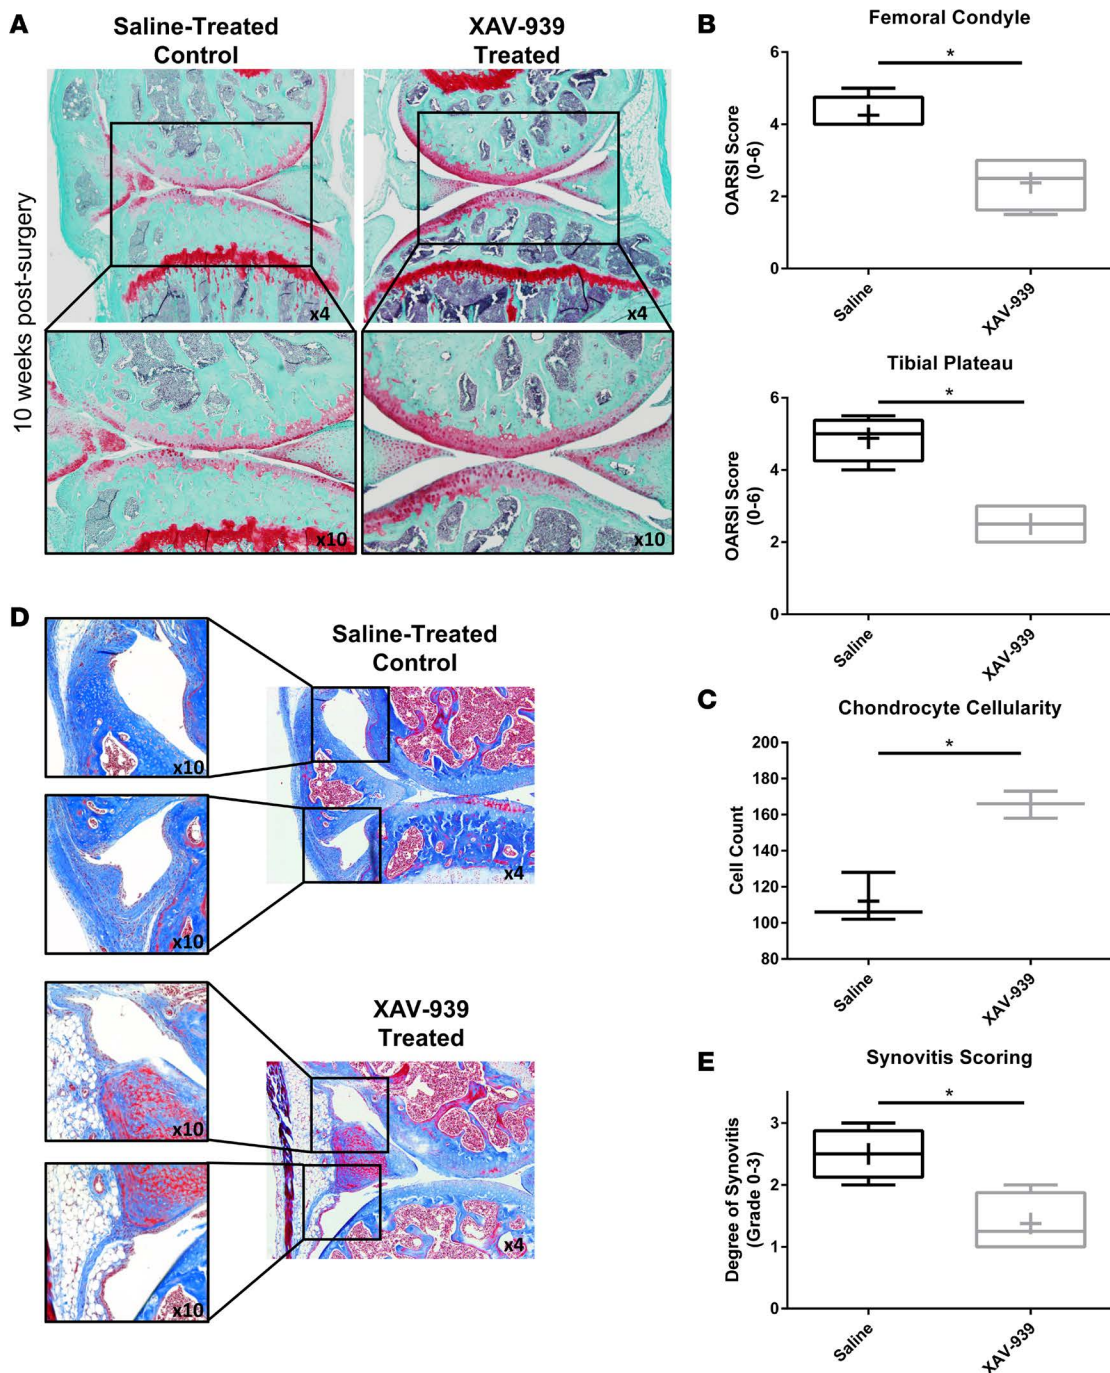 A
Saline-Treated
Control
XAV-939
Treated
10 weeks post-surgery
x4
x4
x10
x10
B
Femoral Condyle
*
OARSI Score
(0-6)
6
4
2
0
Saline
XAV-939
Tibial Plateau
*
OARSI Score
(0-6)
6
4
2
0
Saline
XAV-939
C
Chondrocyte Cellularity
*
Cell Count
200
180
160
140
120
100
80
Saline
XAV-939
D
Saline-Treated
Control
x10
x10
x4
XAV-939
Treated
x10
x10
x4
E
Synovitis Scoring
*
Degree of Synovitis
(Grade 0-3)
3
2
1
0
Saline
XAV-939